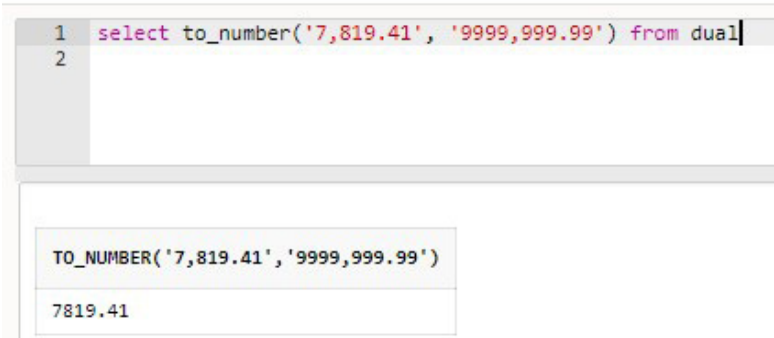 1 select to_number('7,819.41', '9999,999.99') from dual
2
TO_NUMBER('7,819.41','9999,999.99')
7819.41